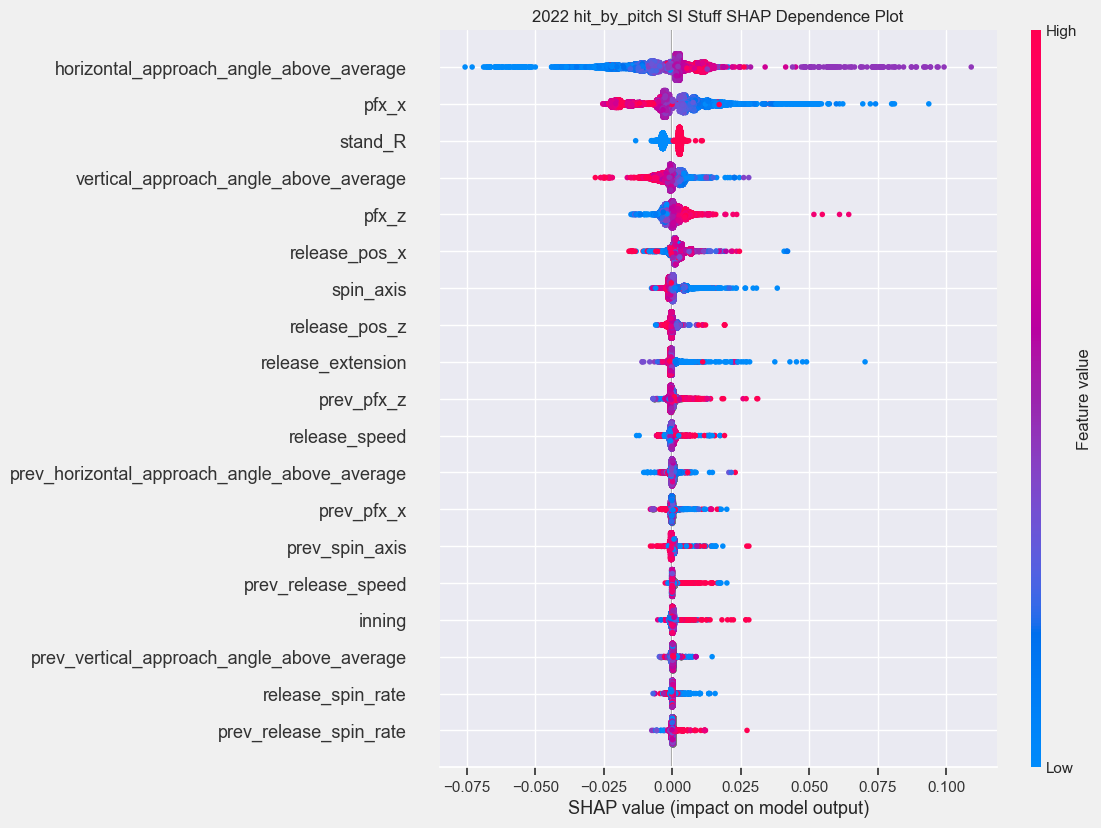 2022 hit_by_pitch SI Stuff SHAP Dependence Plot
High
horizontal_approach_angle_above_average
pfx_x
stand_R
vertical_approach_angle_above_average
pfx_z
release_pos_x
spin_axis
release_pos_z
release_extension
prev_pfx_z
release_speed
prev_horizontal_approach_angle_above_average
prev_pfx_x
prev_spin_axis
prev_release_speed
inning
prev_vertical_approach_angle_above_average
release_spin_rate
prev_release_spin_rate
Feature value
Low
−0.075 −0.050 −0.025 0.000 0.025 0.050 0.075 0.100
SHAP value (impact on model output)